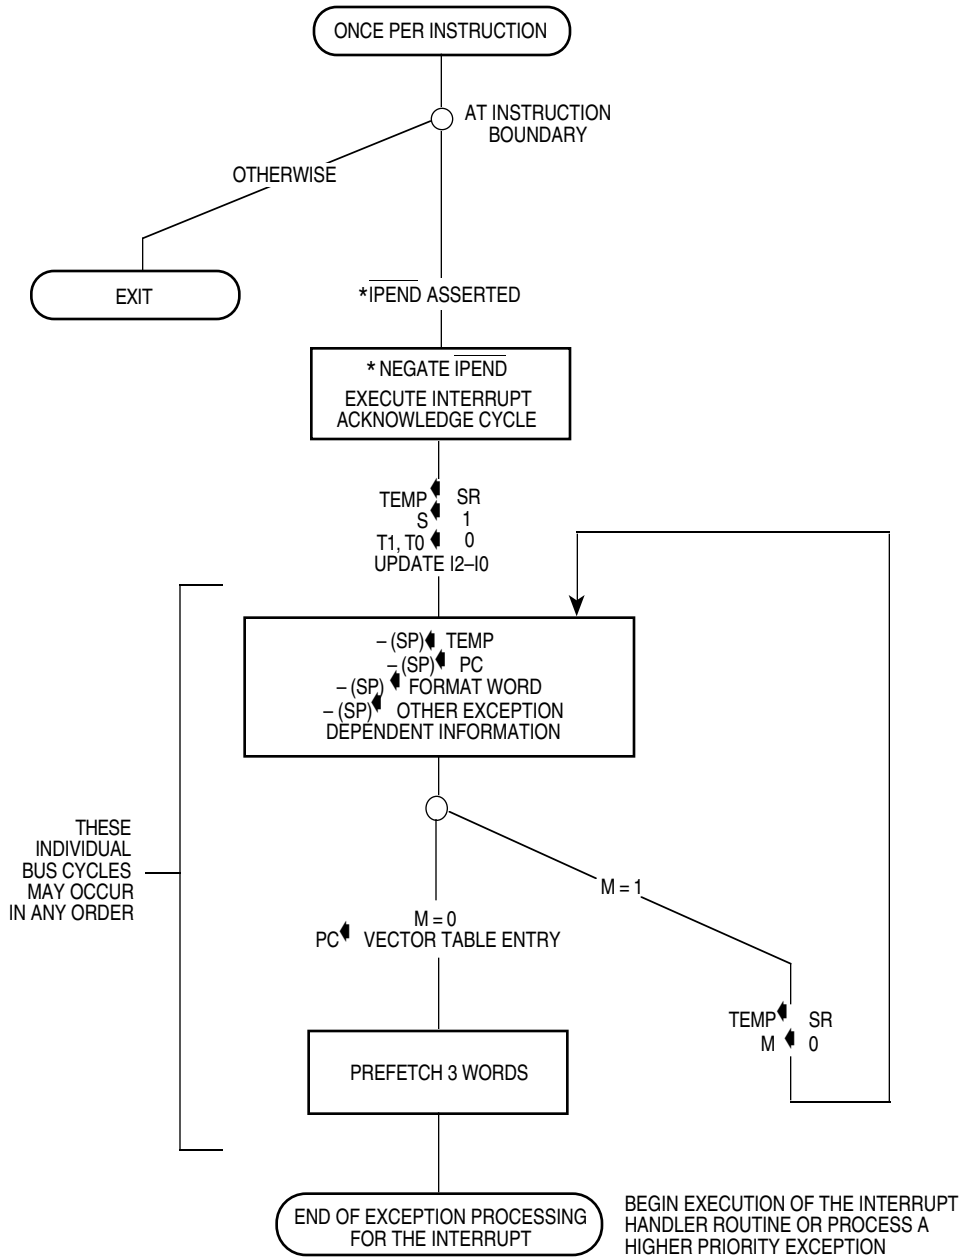 ONCE PER INSTRUCTION
AT INSTRUCTION
BOUNDARY
OTHERWISE
EXIT
*IPEND ASSERTED
* NEGATE IPEND
EXECUTE INTERRUPT
ACKNOWLEDGE CYCLE
TEMP SR
S 1
T1, T0 0
UPDATE I2–I0
– (SP) TEMP
– (SP) PC
– (SP) FORMAT WORD
– (SP) OTHER EXCEPTION
DEPENDENT INFORMATION
THESE
INDIVIDUAL
BUS CYCLES
MAY OCCUR
IN ANY ORDER
M = 1
M = 0
PC VECTOR TABLE ENTRY
TEMP SR
M 0
PREFETCH 3 WORDS
END OF EXCEPTION PROCESSING
FOR THE INTERRUPT
BEGIN EXECUTION OF THE INTERRUPT
HANDLER ROUTINE OR PROCESS A
HIGHER PRIORITY EXCEPTION